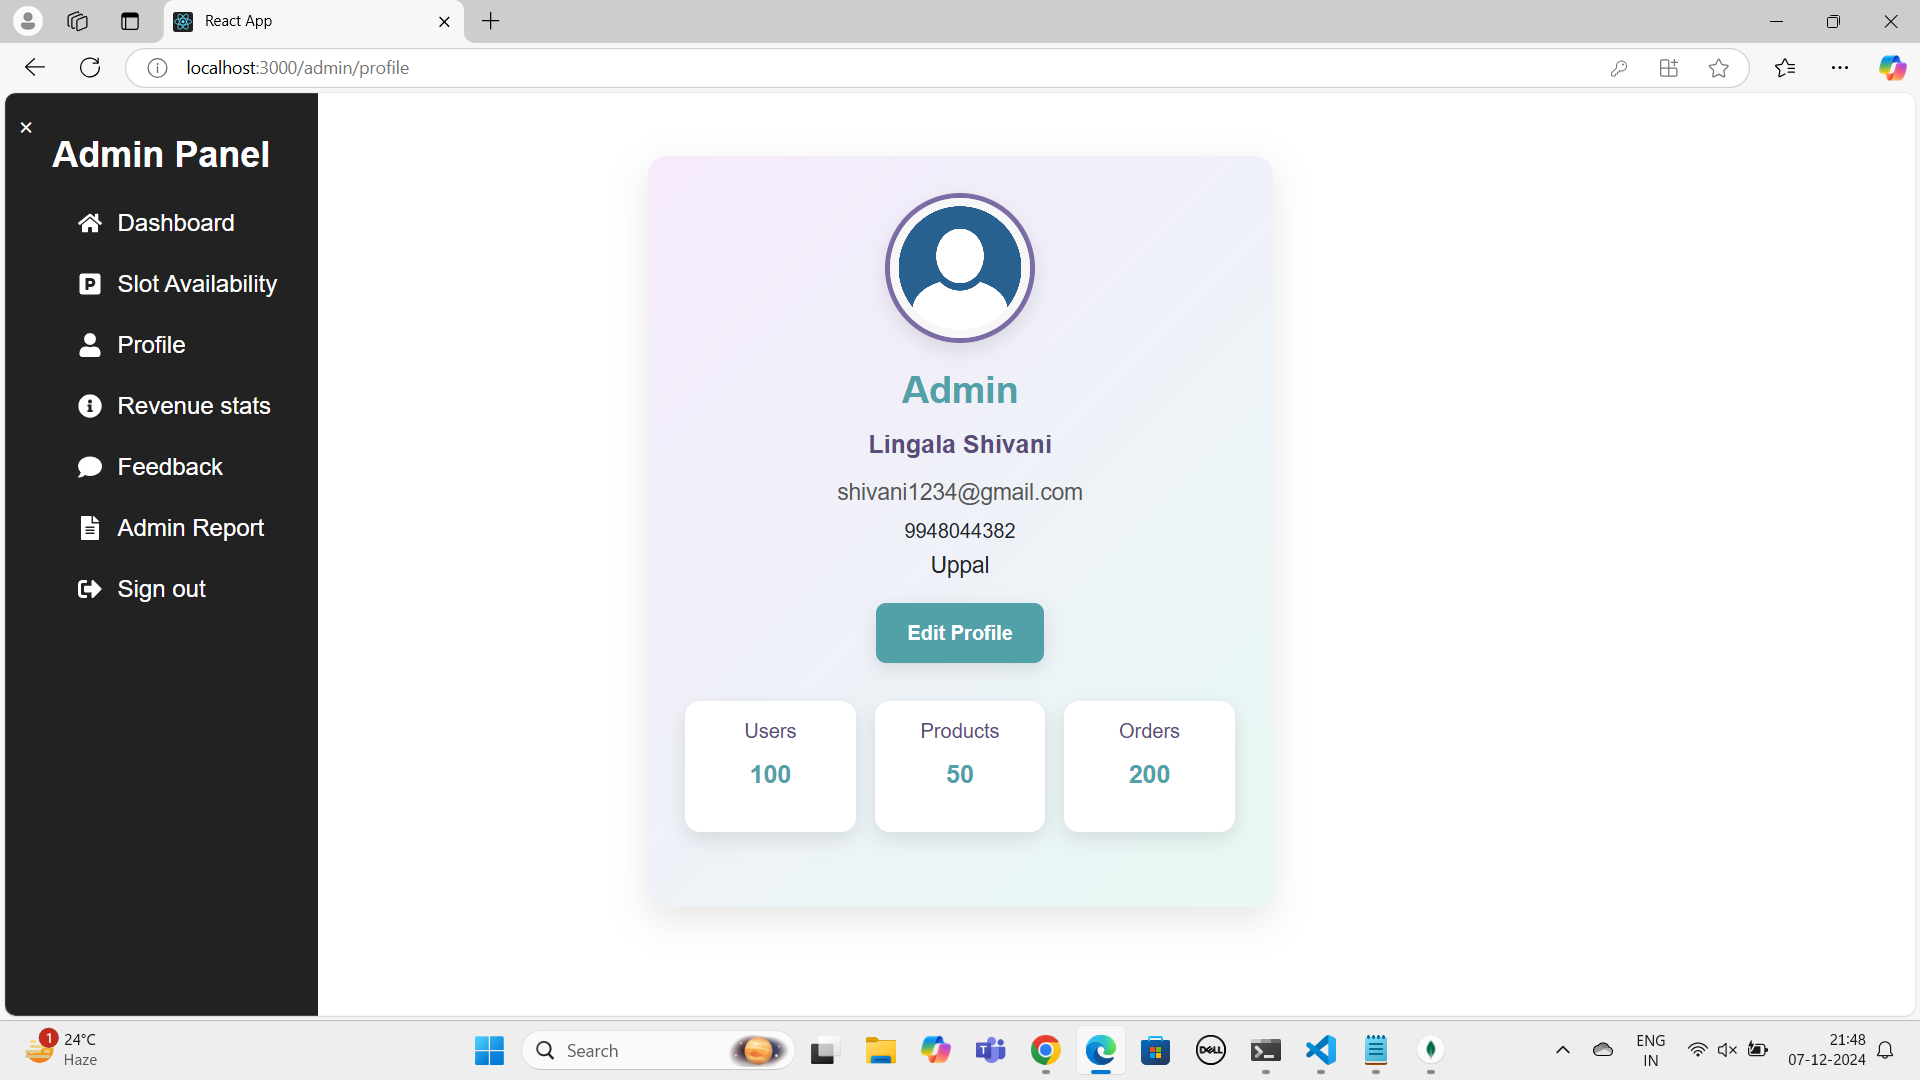 React App
localhost:3000/admin/profile
Admin Panel
Dashboard
Slot Availability
Profile
Revenue stats
Feedback
Admin Report
Sign out
Admin
Lingala Shivani
shivani1234@gmail.com
9948044382
Uppal
Edit Profile
Users
100
Products
50
Orders
200
1
24°C
Haze
Search
DELL
ENG
IN
21:48
07-12-2024